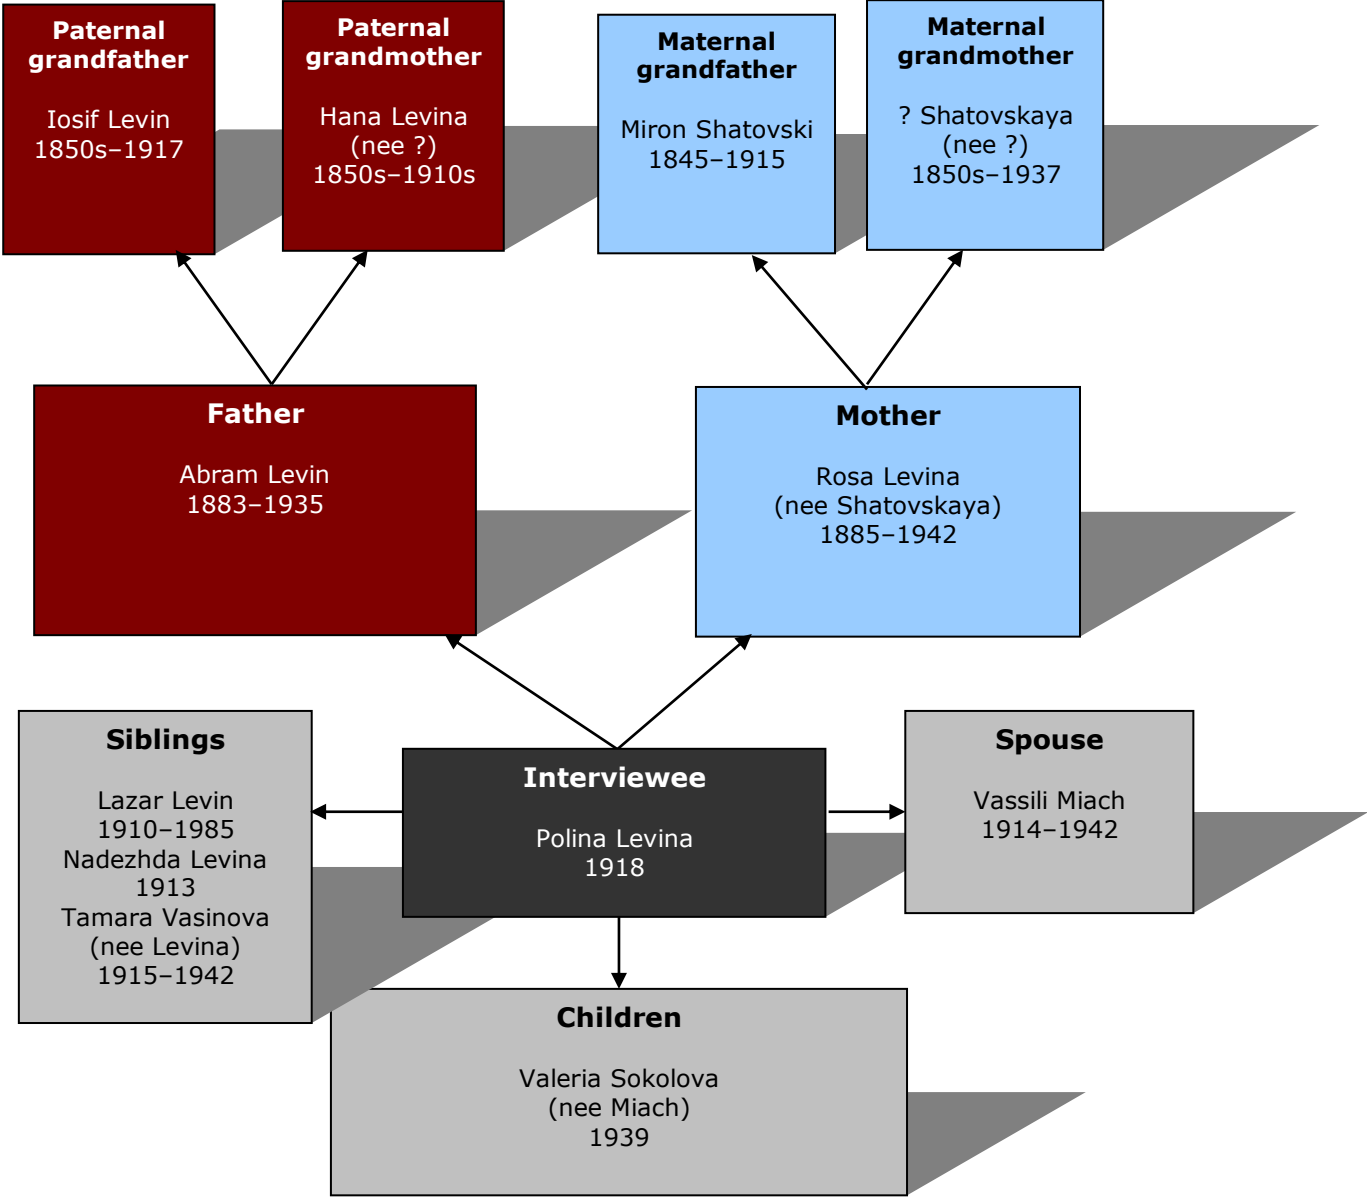 Paternal
grandfather
Iosif Levin
1850s–1917
Paternal
grandmother
Hana Levina
(nee ?)
1850s–1910s
Maternal
grandfather
Miron Shatovski
1845–1915
Maternal
grandmother
? Shatovskaya
(nee ?)
1850s–1937
Father
Abram Levin
1883–1935
Mother
Rosa Levina
(nee Shatovskaya)
1885–1942
Siblings
Lazar Levin
1910–1985
Nadezhda Levina
1913
Tamara Vasinova
(nee Levina)
1915–1942
Interviewee
Polina Levina
1918
Spouse
Vassili Miach
1914–1942
Children
Valeria Sokolova
(nee Miach)
1939